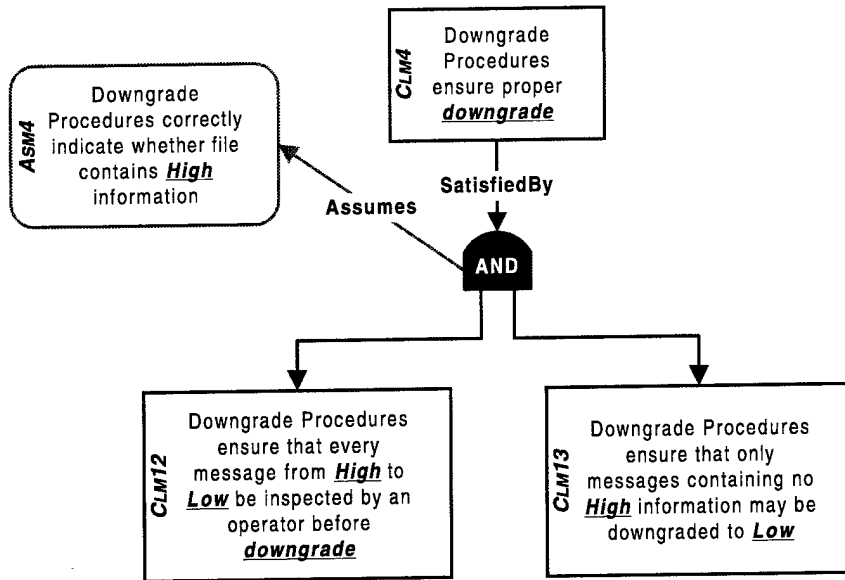 CLM4
Downgrade
Procedures
ensure proper
downgrade
ASM4
Downgrade
Procedures correctly
indicate whether file
contains High
information
SatisfiedBy
Assumes
AND
CLM12
Downgrade Procedures
ensure that every
message from High to
Low be inspected by an
operator before
downgrade
CLM13
Downgrade Procedures
ensure that only
messages containing no
High information may be
downgraded to Low